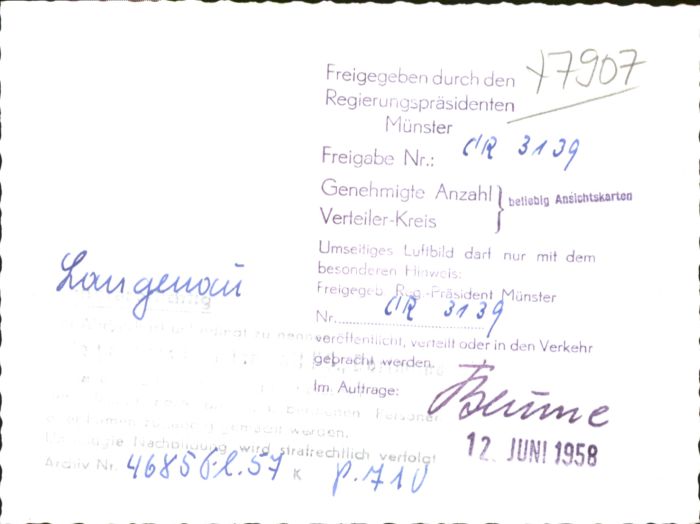 Y7907
Freigegeben durch den
Regierungspräsidenten
Münster
Freigabe Nr.: CR 3139
Genehmigte Anzahl
Verteiler-Kreis
} beliebig Ansichtskarten
Umseitiges Luftbild darf nur mit dem
besonderen Hinweis:
Freigegeb. Reg.-Präsident Münster
Nr. CR 3139
veröffentlicht, verteilt oder in den Verkehr
gebracht werden.
Im Auftrage: Blume
12. JUNI 1958
Langenau
werden.
Nachbildung wird strafrechtlich verfolgt
Archiv Nr. 4685 Pl. 57 K p. 710